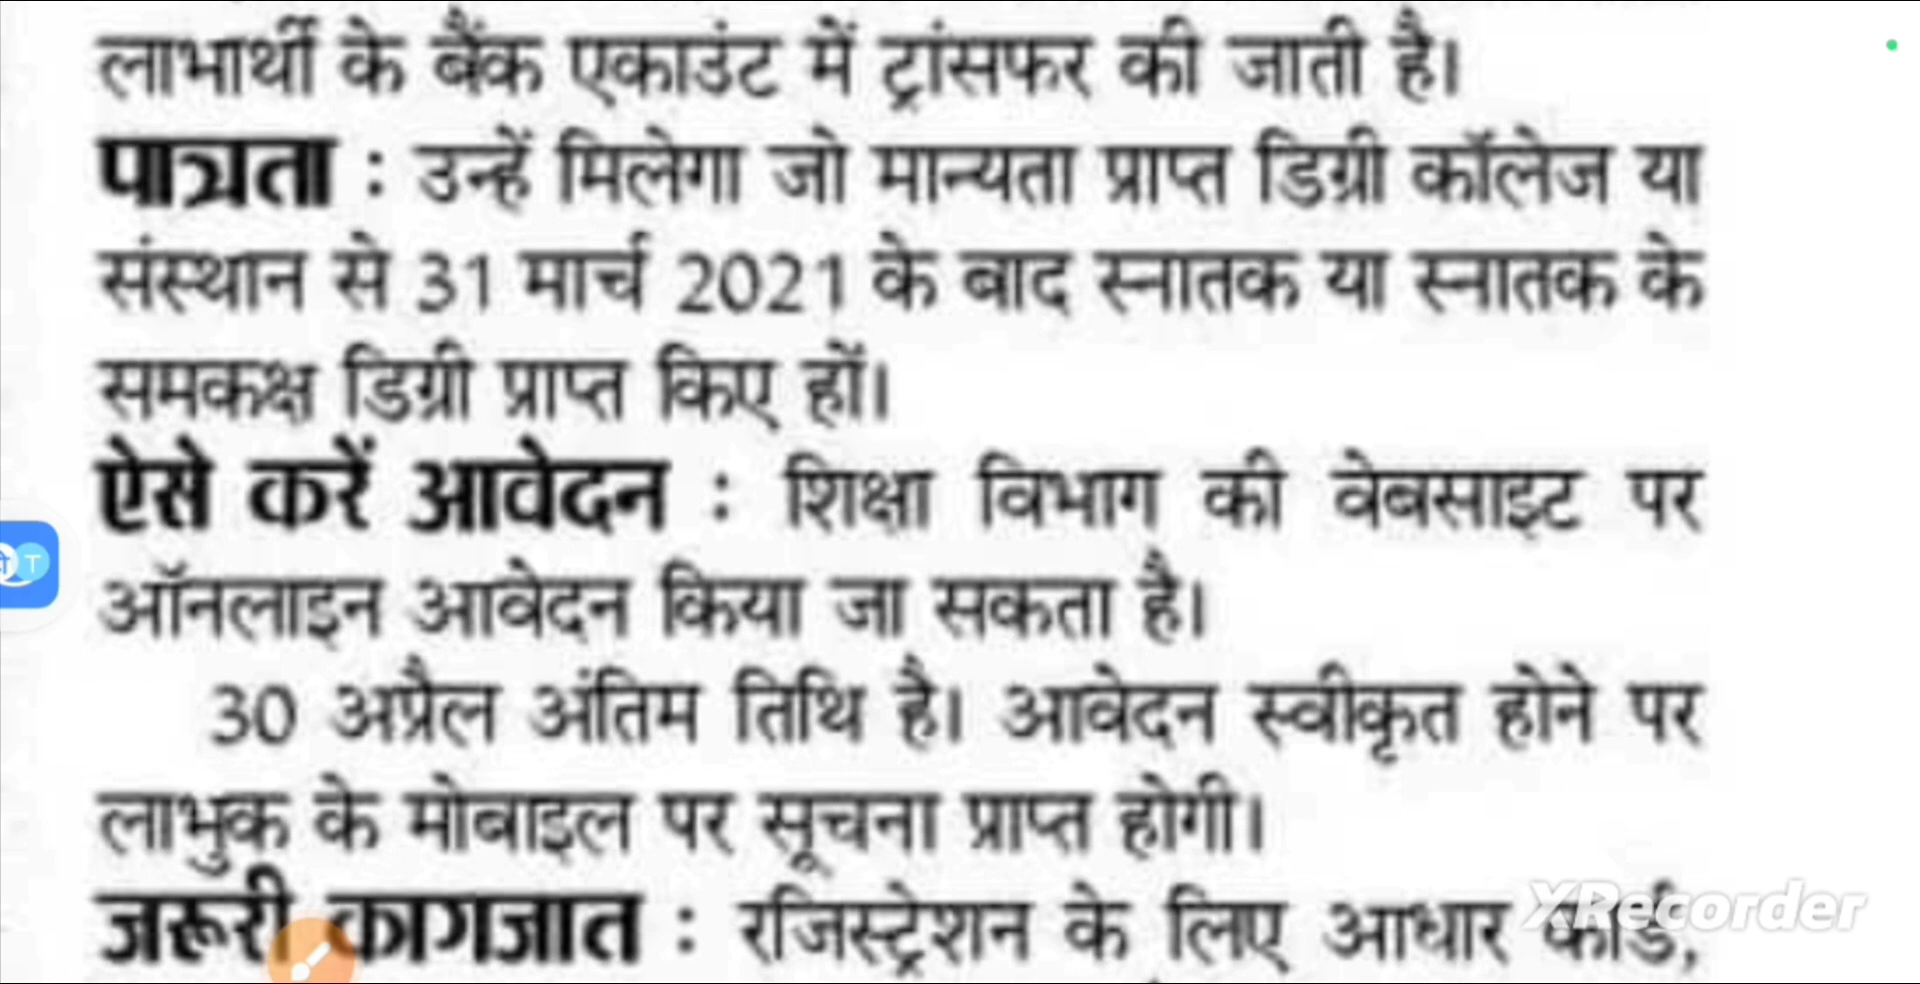 लाभार्थी के बैंक एकाउंट में ट्रांसफर की जाती है।
पात्रता : उन्हें मिलेगा जो मान्यता प्राप्त डिग्री कॉलेज या
संस्थान से 31 मार्च 2021 के बाद स्नातक या स्नातक के
समकक्ष डिग्री प्राप्त किए हों।
ऐसे करें आवेदन : शिक्षा विभाग की वेबसाइट पर
ऑनलाइन आवेदन किया जा सकता है।
30 अप्रैल अंतिम तिथि है। आवेदन स्वीकृत होने पर
लाभुक के मोबाइल पर सूचना प्राप्त होगी।
जरूरी कागजात : रजिस्ट्रेशन के लिए आधार कार्ड,
XRecorder
T